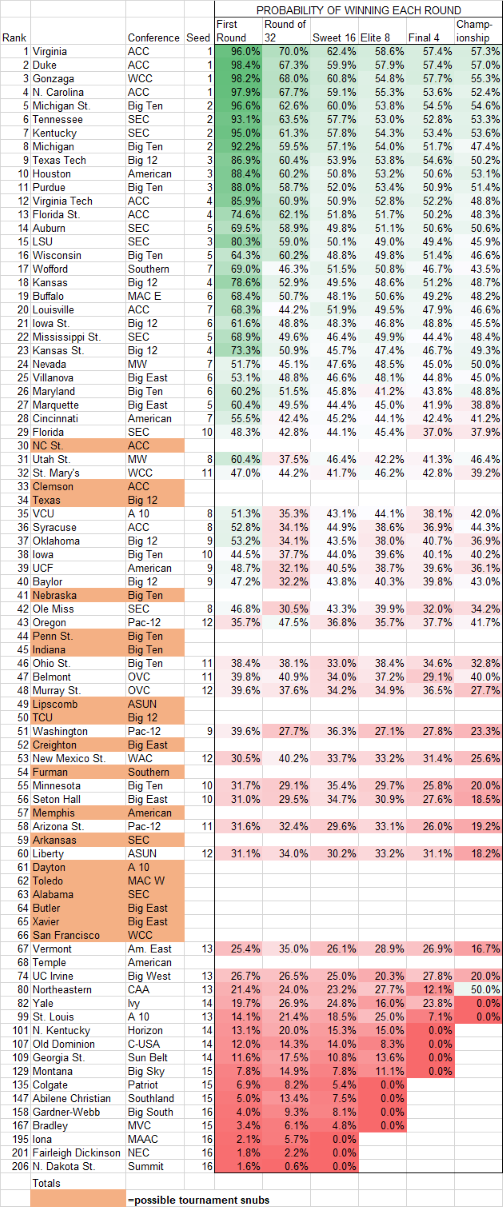 PROBABILITY OF WINNING EACH ROUND
Rank Conference Seed First Round Round of 32 Sweet 16 Elite 8 Final 4 Champ-ionship
1 Virginia ACC 1 96.0% 70.0% 62.4% 58.6% 57.4% 57.3%
2 Duke ACC 1 98.4% 67.3% 59.9% 57.9% 57.4% 57.0%
3 Gonzaga WCC 1 98.2% 68.0% 60.8% 54.8% 57.7% 55.3%
4 N. Carolina ACC 1 97.9% 67.7% 59.1% 55.3% 53.6% 52.4%
5 Michigan St. Big Ten 2 96.6% 62.6% 60.0% 53.8% 54.5% 54.6%
6 Tennessee SEC 2 93.1% 63.5% 57.7% 53.0% 52.8% 53.3%
7 Kentucky SEC 2 95.0% 61.3% 57.8% 54.3% 53.4% 53.6%
8 Michigan Big Ten 2 92.2% 59.5% 57.1% 54.0% 51.7% 47.4%
9 Texas Tech Big 12 3 86.9% 60.4% 53.9% 53.8% 54.6% 50.2%
10 Houston American 3 88.4% 60.2% 50.8% 53.2% 50.6% 53.1%
11 Purdue Big Ten 3 88.0% 58.7% 52.0% 53.4% 50.9% 51.4%
12 Virginia Tech ACC 4 85.9% 60.9% 50.9% 52.8% 52.2% 48.8%
13 Florida St. ACC 4 74.6% 62.1% 51.8% 51.7% 50.2% 48.3%
14 Auburn SEC 5 69.5% 58.9% 49.8% 51.1% 50.6% 50.6%
15 LSU SEC 3 80.3% 59.0% 50.1% 49.0% 49.4% 45.9%
16 Wisconsin Big Ten 5 64.3% 60.2% 48.8% 49.8% 51.4% 46.6%
17 Wofford Southern 7 69.0% 46.3% 51.5% 50.8% 46.7% 43.5%
18 Kansas Big 12 4 78.6% 52.9% 49.5% 48.6% 51.2% 48.7%
19 Buffalo MAC E 6 68.4% 50.7% 48.1% 50.6% 49.2% 48.2%
20 Louisville ACC 7 68.3% 44.2% 51.9% 49.5% 47.9% 46.6%
21 Iowa St. Big 12 6 61.6% 48.8% 48.3% 46.8% 48.8% 45.5%
22 Mississippi St. SEC 5 68.9% 49.6% 46.4% 49.9% 49.4% 48.4%
23 Kansas St. Big 12 4 73.3% 50.9% 45.7% 47.4% 46.7% 49.3%
24 Nevada MW 7 51.7% 45.1% 47.6% 48.5% 45.0% 50.0%
25 Villanova Big East 6 53.1% 48.8% 46.6% 48.1% 44.8% 45.0%
26 Maryland Big Ten 6 60.2% 51.5% 45.8% 41.2% 43.8% 48.8%
27 Marquette Big East 5 60.4% 49.5% 44.4% 45.0% 41.9% 38.8%
28 Cincinnati American 7 55.5% 42.4% 45.2% 44.1% 42.4% 41.2%
29 Florida SEC 10 48.3% 42.8% 44.1% 45.4% 37.0% 37.9%
30 NC St. ACC
31 Utah St. MW 8 60.4% 37.5% 46.4% 42.2% 41.3% 46.4%
32 St. Mary's WCC 11 47.0% 44.2% 41.7% 46.2% 42.8% 39.2%
33 Clemson ACC
34 Texas Big 12
35 VCU A 10 8 51.3% 35.3% 43.1% 44.1% 38.1% 42.0%
36 Syracuse ACC 8 52.8% 34.1% 44.9% 38.6% 36.9% 44.3%
37 Oklahoma Big 12 9 53.2% 34.1% 43.5% 38.0% 40.7% 36.9%
38 Iowa Big Ten 10 44.5% 37.7% 44.0% 39.6% 40.1% 40.2%
39 UCF American 9 48.7% 32.1% 40.5% 38.7% 39.6% 36.1%
40 Baylor Big 12 9 47.2% 32.2% 43.8% 40.3% 39.8% 43.0%
41 Nebraska Big Ten
42 Ole Miss SEC 8 46.8% 30.5% 43.3% 39.9% 32.0% 34.2%
43 Oregon Pac-12 12 35.7% 47.5% 36.8% 35.7% 37.7% 41.7%
44 Penn St. Big Ten
45 Indiana Big Ten
46 Ohio St. Big Ten 11 38.4% 38.1% 33.0% 38.4% 34.6% 32.8%
47 Belmont OVC 11 39.8% 40.9% 34.0% 37.2% 29.1% 40.0%
48 Murray St. OVC 12 39.6% 37.6% 34.2% 34.9% 36.5% 27.7%
49 Lipscomb ASUN
50 TCU Big 12
51 Washington Pac-12 9 39.6% 27.7% 36.3% 27.1% 27.8% 23.3%
52 Creighton Big East
53 New Mexico St. WAC 12 30.5% 40.2% 33.7% 33.2% 31.4% 25.6%
54 Furman Southern
55 Minnesota Big Ten 10 31.7% 29.1% 35.4% 29.7% 25.8% 20.0%
56 Seton Hall Big East 10 31.0% 29.5% 34.7% 30.9% 27.6% 18.5%
57 Memphis American
58 Arizona St. Pac-12 11 31.6% 32.4% 29.6% 33.1% 26.0% 19.2%
59 Arkansas SEC
60 Liberty ASUN 12 31.1% 34.0% 30.2% 33.2% 31.1% 18.2%
61 Dayton A 10
62 Toledo MAC W
63 Alabama SEC
64 Butler Big East
65 Xavier Big East
66 San Francisco WCC
67 Vermont Am. East 13 25.4% 35.0% 26.1% 28.9% 26.9% 16.7%
68 Temple American
74 UC Irvine Big West 13 26.7% 26.5% 25.0% 20.3% 27.8% 20.0%
80 Northeastern CAA 13 21.4% 24.0% 23.2% 27.7% 12.1% 50.0%
82 Yale Ivy 14 19.7% 26.9% 24.8% 16.0% 23.8% 0.0%
99 St. Louis A 10 13 14.1% 21.4% 18.5% 25.0% 7.1% 0.0%
101 N. Kentucky Horizon 14 13.1% 20.0% 15.3% 15.0% 0.0%
107 Old Dominion C-USA 14 12.0% 14.3% 14.0% 8.3% 0.0%
109 Georgia St. Sun Belt 14 11.6% 17.5% 10.8% 13.6% 0.0%
129 Montana Big Sky 15 7.8% 14.9% 7.8% 11.1% 0.0%
135 Colgate Patriot 15 6.9% 8.2% 5.4% 0.0%
147 Abilene Christian Southland 15 5.0% 13.4% 7.5% 0.0%
158 Gardner-Webb Big South 16 4.0% 9.3% 8.1% 0.0%
167 Bradley MVC 15 3.4% 6.1% 4.8% 0.0%
195 Iona MAAC 16 2.1% 5.7% 0.0%
201 Fairleigh Dickinson NEC 16 1.8% 2.2% 0.0%
206 N. Dakota St. Summit 16 1.6% 0.6% 0.0%
Totals
=possible tournament snubs